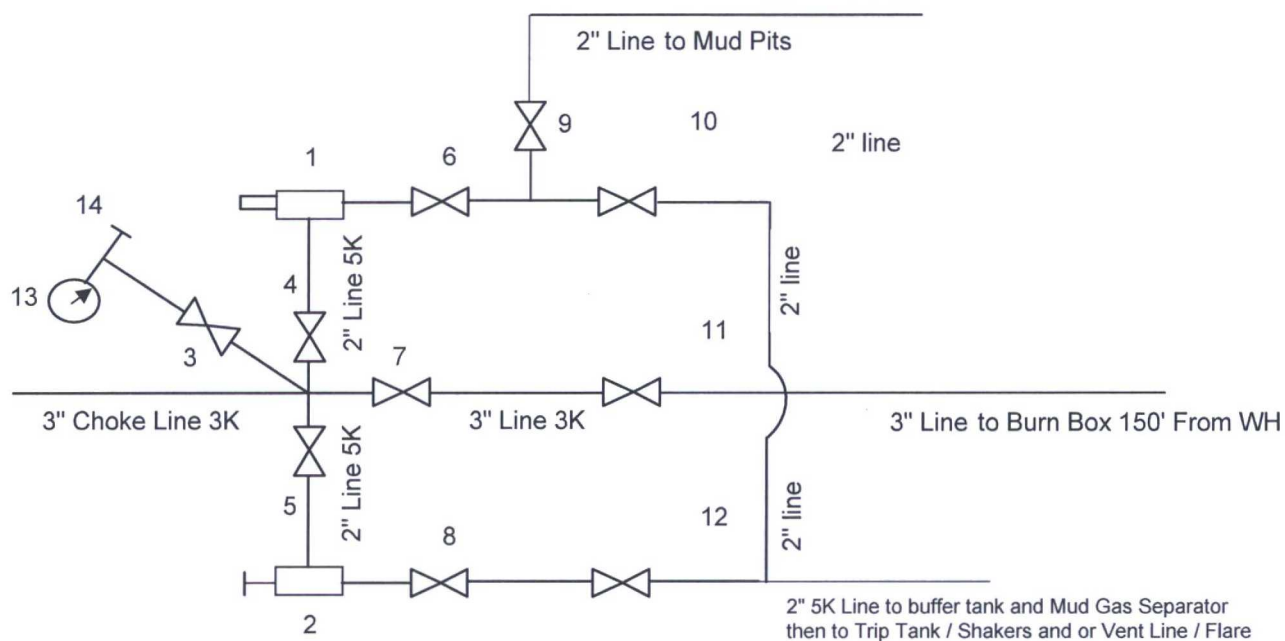 2" Line to Mud Pits
9
10
2" line
1
6
14
4
2" Line 5K
2" line
13
3
11
7
3" Choke Line 3K
3" Line 3K
3" Line to Burn Box 150' From WH
5
2" Line 5K
12
2" line
8
2
2" 5K Line to buffer tank and Mud Gas Separator
then to Trip Tank / Shakers and or Vent Line / Flare